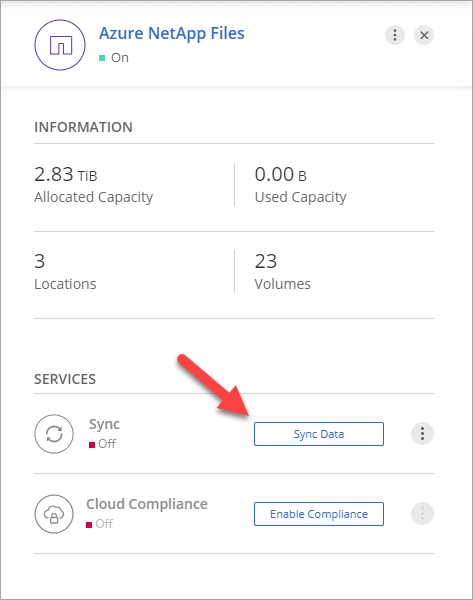 Azure NetApp Files
On
INFORMATION
2.83 TiB
Allocated Capacity
0.00 B
Used Capacity
3
Locations
23
Volumes
SERVICES
Sync
Off
Sync Data
Cloud Compliance
Off
Enable Compliance